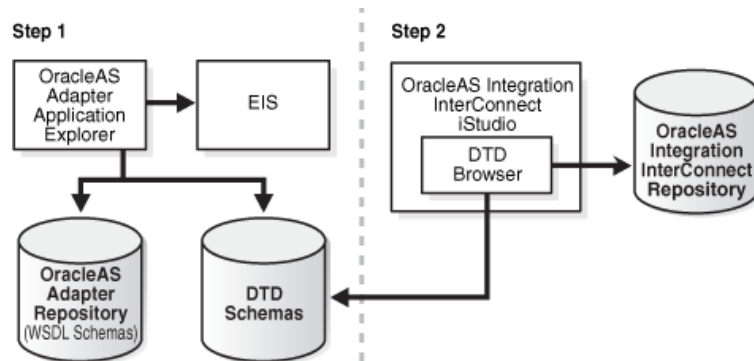 Step 1
OracleAS
Adapter
Application
Explorer
EIS
OracleAS
Adapter
Repository
(WSDL Schemas)
DTD
Schemas
Step 2
OracleAS Integration
InterConnect
iStudio
DTD
Browser
OracleAS
Integration
InterConnect
Repository